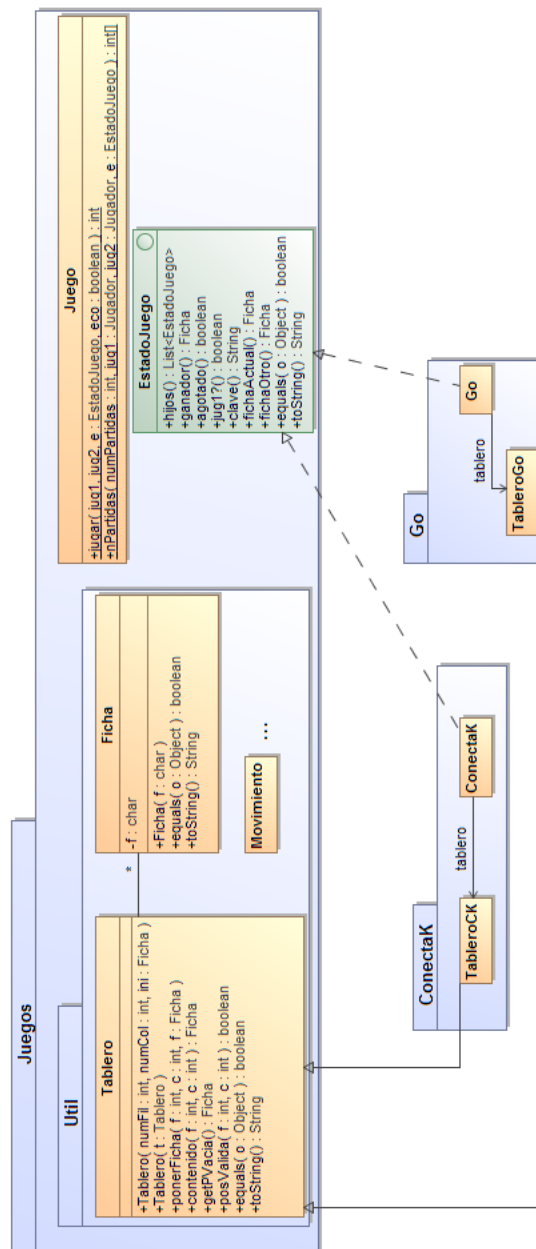 Juegos
Util
Tablero
+Tablero( numFil : int, numCol : int, ini : Ficha )
+Tablero( t : Tablero )
+ponerFicha( f : int, c : int, f : Ficha )
+contenido( f : int, c : int ) : Ficha
+getPVacia() : Ficha
+posValida( f : int, c : int ) : boolean
+equals( o : Object ) : boolean
+toString() : String
*
Ficha
-f : char
+Ficha( f : char )
+equals( o : Object ) : boolean
+toString() : String
Movimiento
...
Juego
+jugar( jug1, jug2, e : EstadoJuego, eco : boolean ) : int
+nPartidas( numPartidas : int, jug1 : Jugador, jug2 : Jugador, e : EstadoJuego ) : int[]
EstadoJuego
+hijos() : List<EstadoJuego>
+ganador() : Ficha
+agotado() : boolean
+jug1?() : boolean
+clave() : String
+fichaActual() : Ficha
+fichaOtro() : Ficha
+equals( o : Object ) : boolean
+toString() : String
ConectaK
TableroCK
tablero
ConectaK
Go
TableroGo
tablero
Go